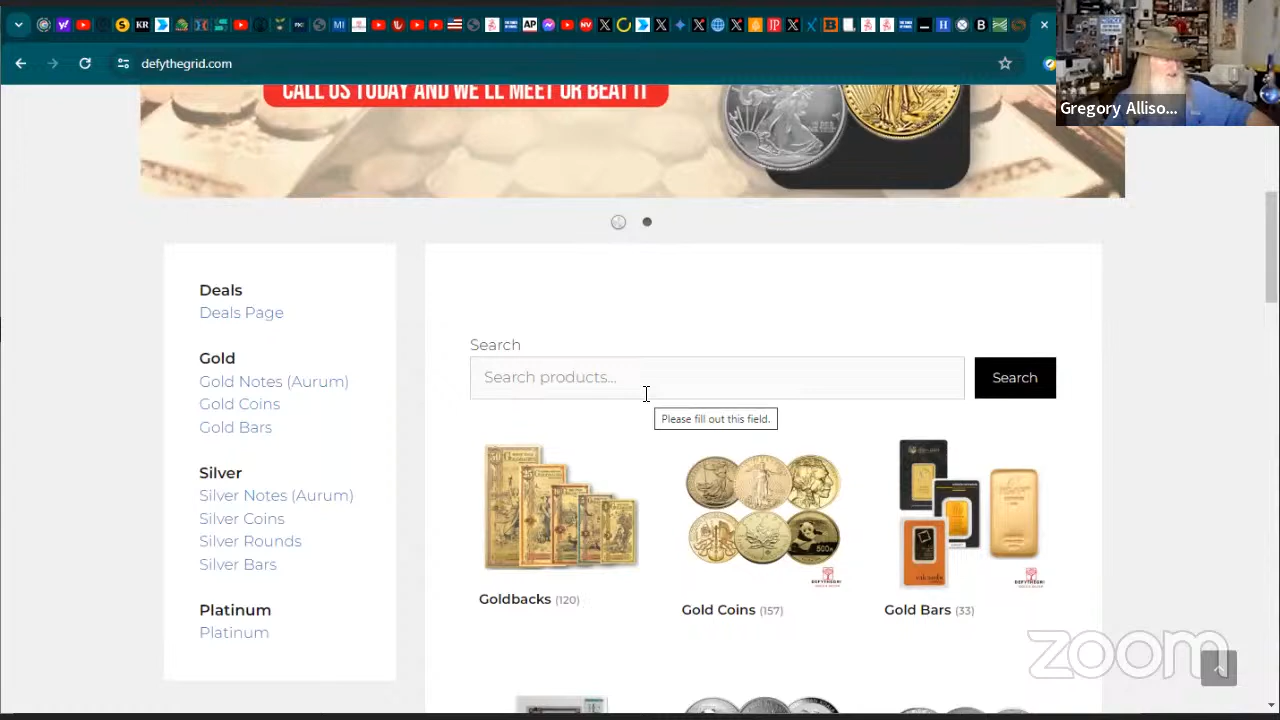 defythegrid.com
Gregory Alliso...
CALL US TODAY AND WE'LL MEET OR BEAT IT
Deals
Deals Page
Gold
Gold Notes (Aurum)
Gold Coins
Gold Bars
Silver
Silver Notes (Aurum)
Silver Coins
Silver Rounds
Silver Bars
Platinum
Platinum
Search
Search products...
Search
Please fill out this field.
Goldbacks (120)
Gold Coins (157)
Gold Bars (33)
zoom